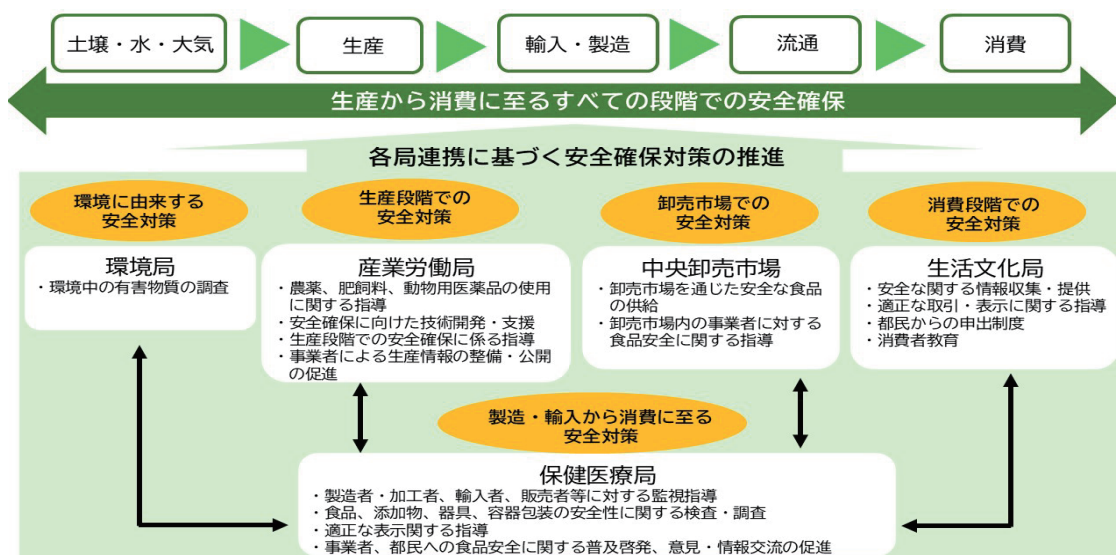 土壌・水・大気
生産
輸入・製造
流通
消費
生産から消費に至るすべての段階での安全確保
各局連携に基づく安全確保対策の推進
環境に由来する
安全対策
環境局
・環境中の有害物質の調査
生産段階での
安全対策
産業労働局
・農薬、肥飼料、動物用医薬品の使用
に関する指導
・安全確保に向けた技術開発・支援
・生産段階での安全確保に係る指導
・事業者による生産情報の整備・公開
の促進
卸売市場での
安全対策
中央卸売市場
・卸売市場を通じた安全な食品
の供給
・卸売市場内の事業者に対する
食品安全に関する指導
消費段階での
安全対策
生活文化局
・安全な関する情報収集・提供
・適正な取引・表示に関する指導
・都民からの申出制度
・消費者教育
製造・輸入から消費に至る
安全対策
保健医療局
・製造者・加工者、輸入者、販売者等に対する監視指導
・食品、添加物、器具、容器包装の安全性に関する検査・調査
・適正な表示関する指導
・事業者、都民への食品安全に関する普及啓発、意見・情報交流の促進